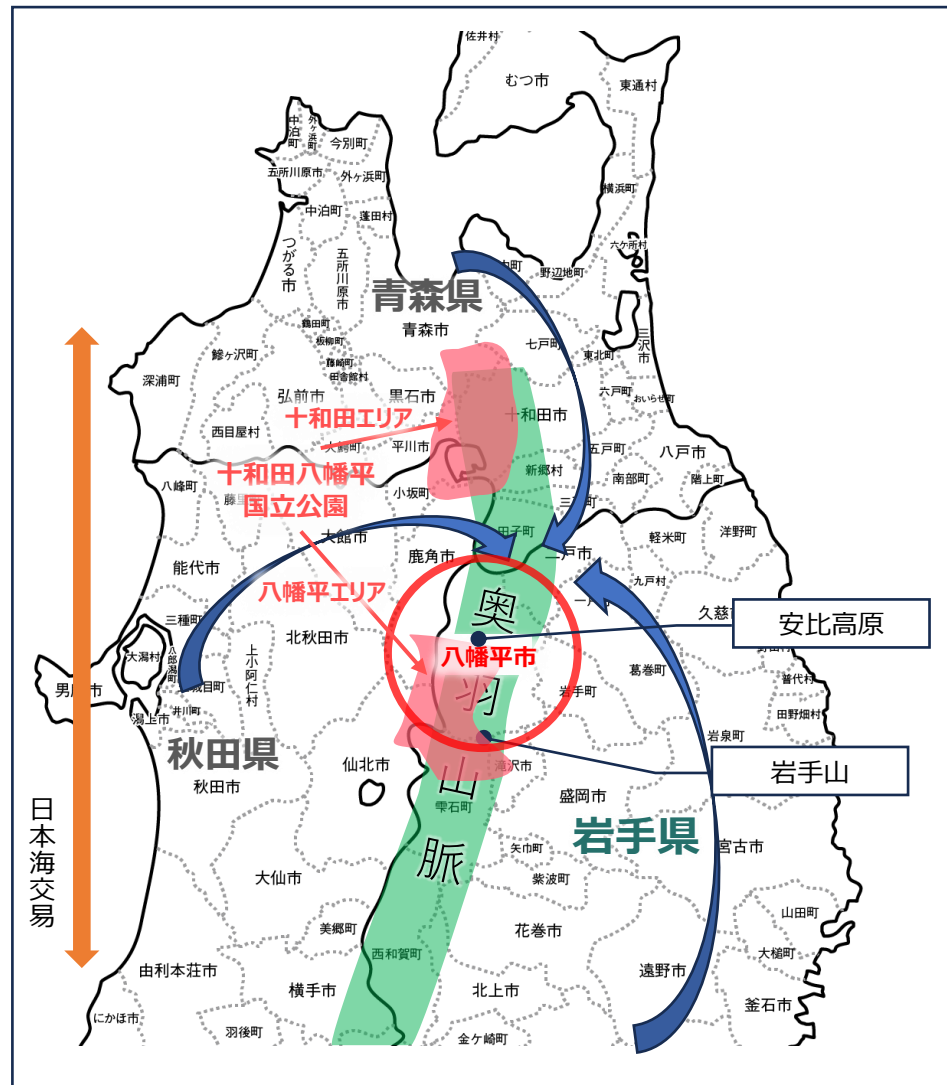 佐井村
むつ市
東通村
外ヶ浜町
中泊町
今別町
五所川原市
外ヶ浜町
横浜町
中泊町
蓬田村
つがる市
五所川原市
六ケ所村
野辺地町
青森県
鶴田町
青森市
板柳町
七戸町
三沢市
東北町
鰺ヶ沢町
藤崎町
田舎館村
深浦町
六戸町
弘前市
黒石市
おいらせ町
十和田エリア
十和田市
西目屋村
大鰐町
平川市
五戸町
八戸市
十和田八幡平
国立公園
新郷村
南部町
階上町
八峰町
小坂町
田子町
大館市
軽米町
洋野町
鹿角市
二戸市
能代市
九戸村
八幡平エリア
奥羽山脈
三種町
北秋田市
安比高原
大潟村
八郎潟町
上小阿仁村
八幡平市
葛巻町
普代村
岩手町
井川町
潟上市
田野畑村
岩泉町
秋田県
仙北市
滝沢市
岩手山
秋田市
盛岡市
雫石町
日本海交易
岩手県
矢巾町
宮古市
大仙市
紫波町
山田町
美郷町
花巻市
西和賀町
大槌町
由利本荘市
遠野市
横手市
北上市
釜石市
にかほ市
羽後町
金ケ崎町